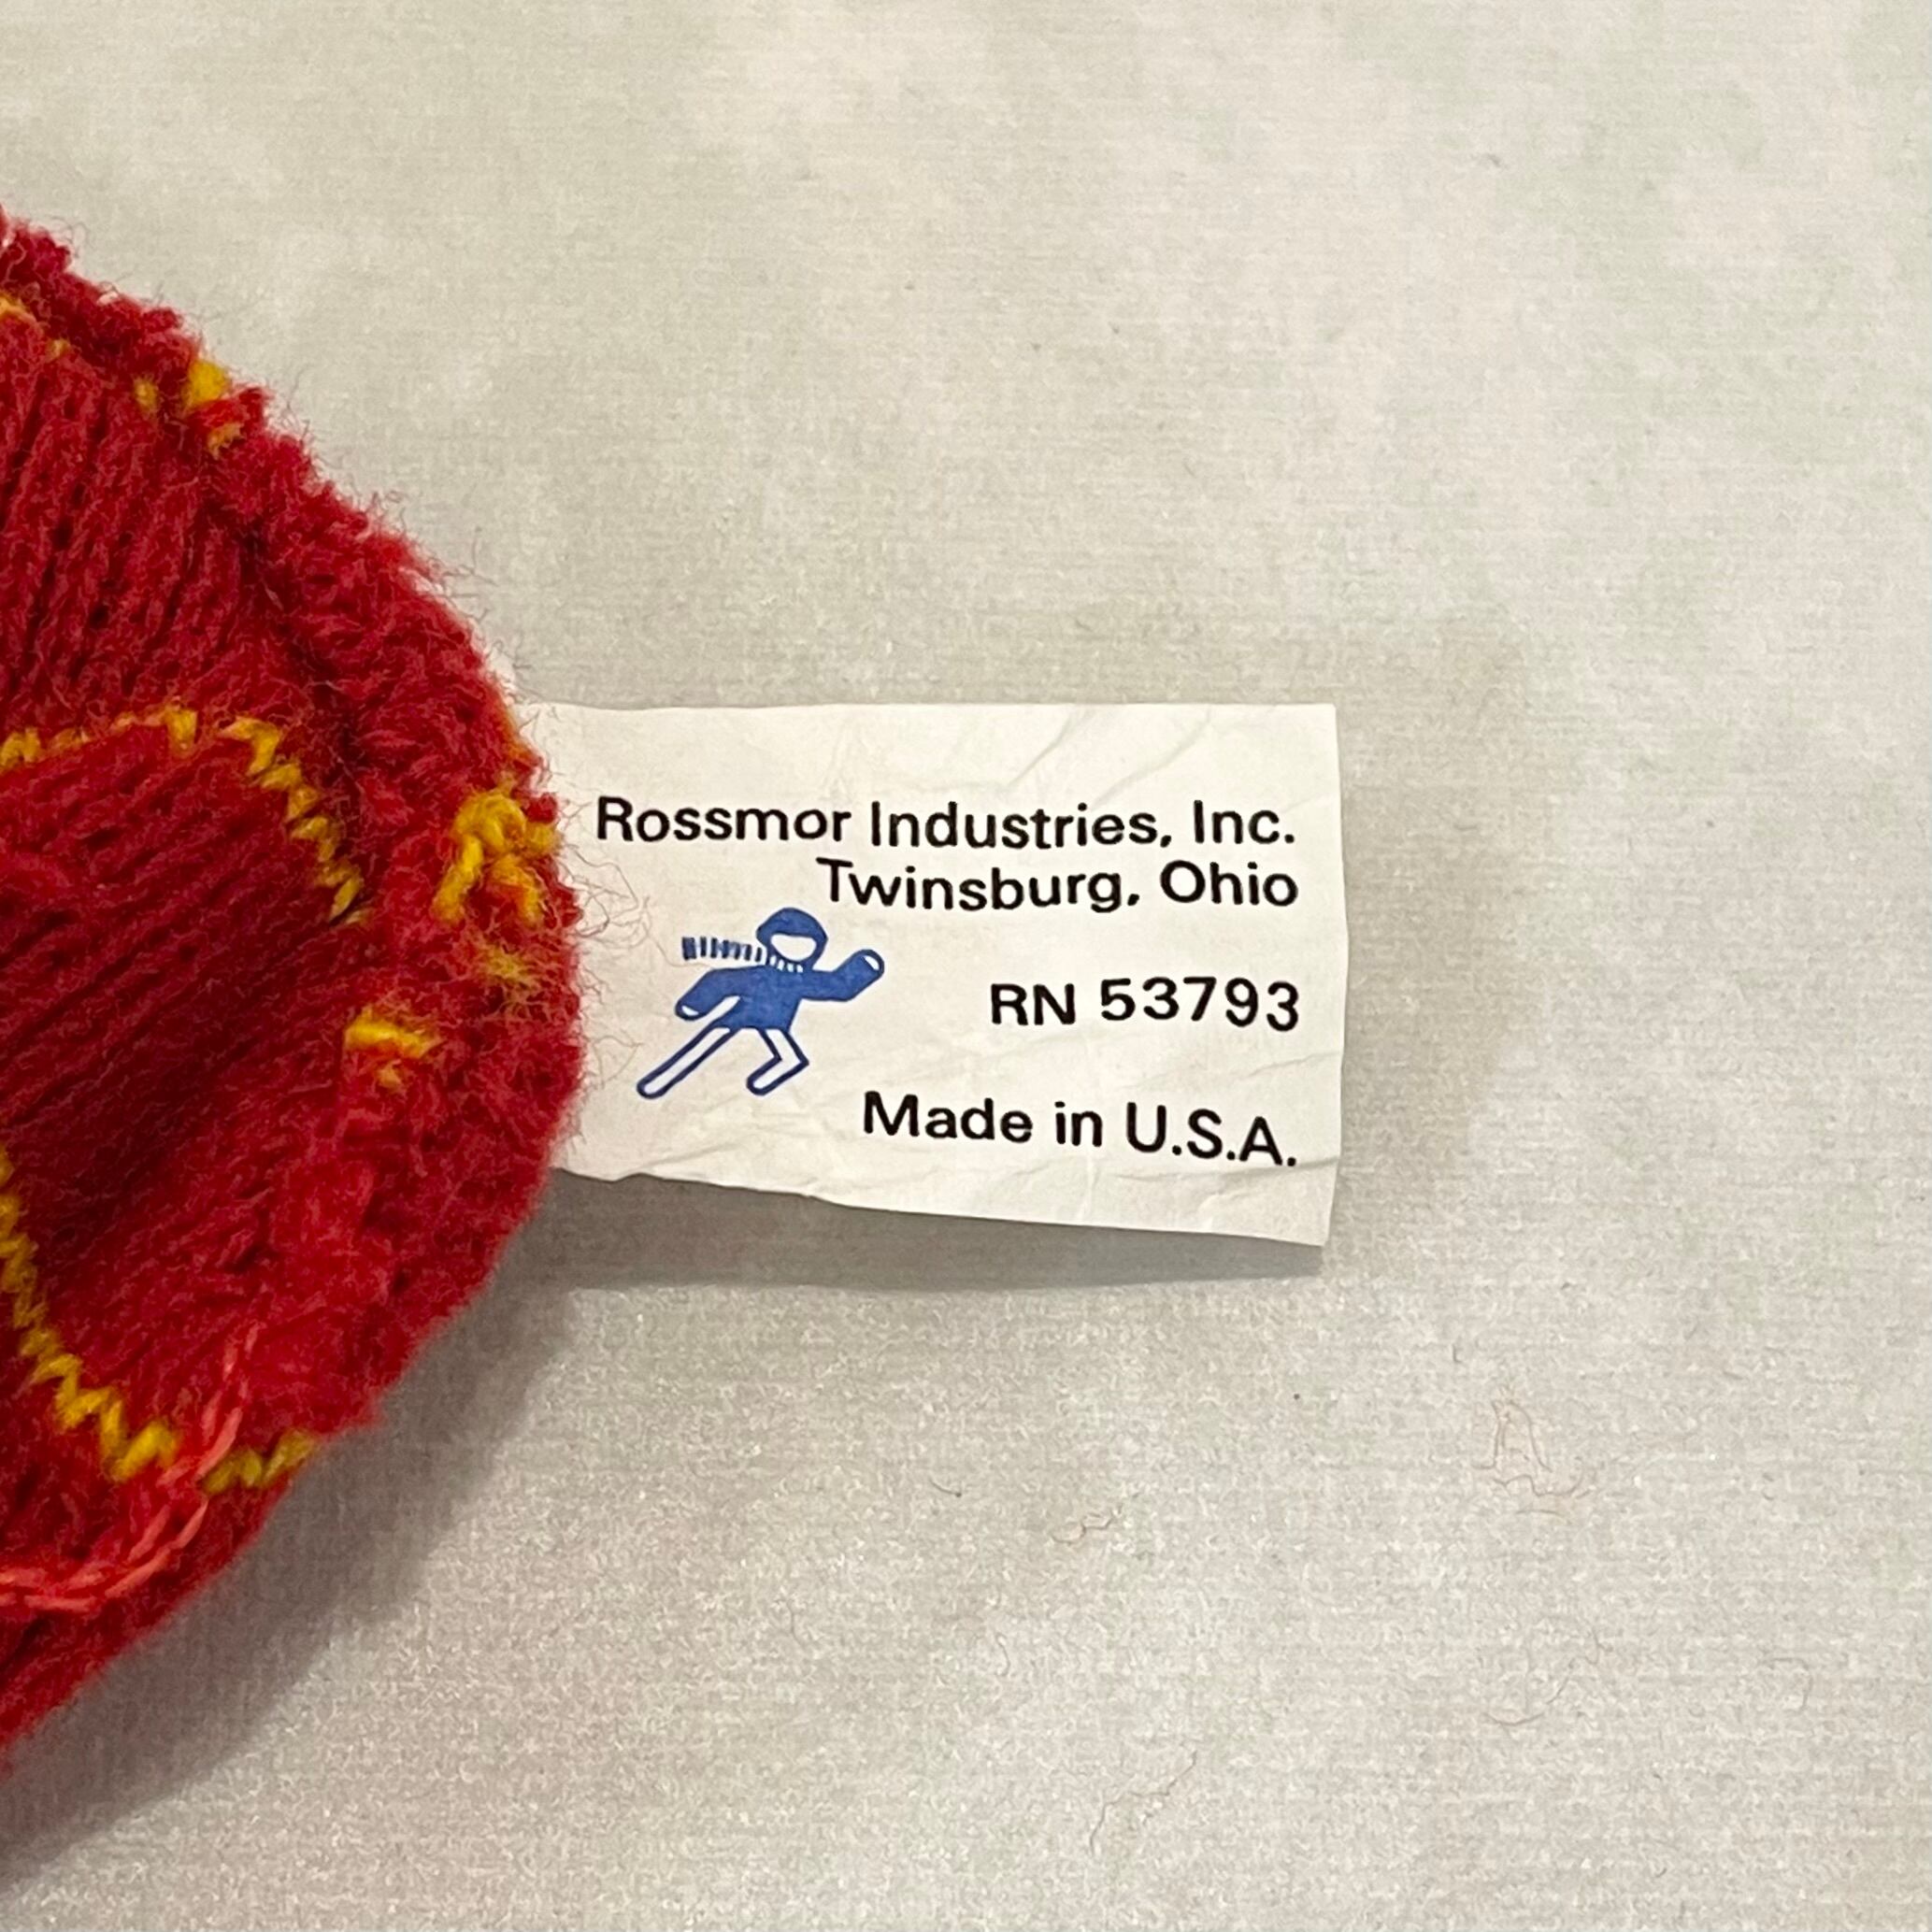 Rossmor Industries, Inc.
Twinsburg, Ohio
RN 53793
Made in U.S.A.